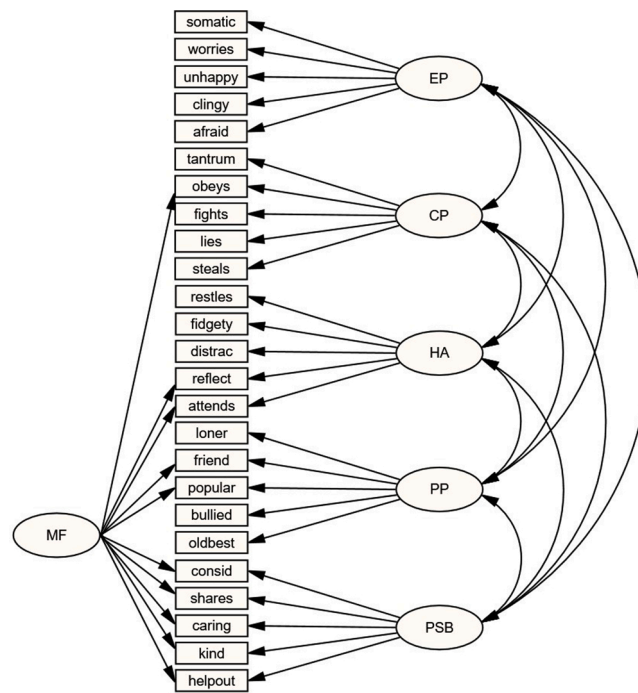 somatic
worries
unhappy
clingy
afraid
tantrum
obeys
fights
lies
steals
restles
fidgety
distrac
reflect
attends
loner
friend
popular
bullied
oldbest
consid
shares
caring
kind
helpout
MF
EP
CP
HA
PP
PSB